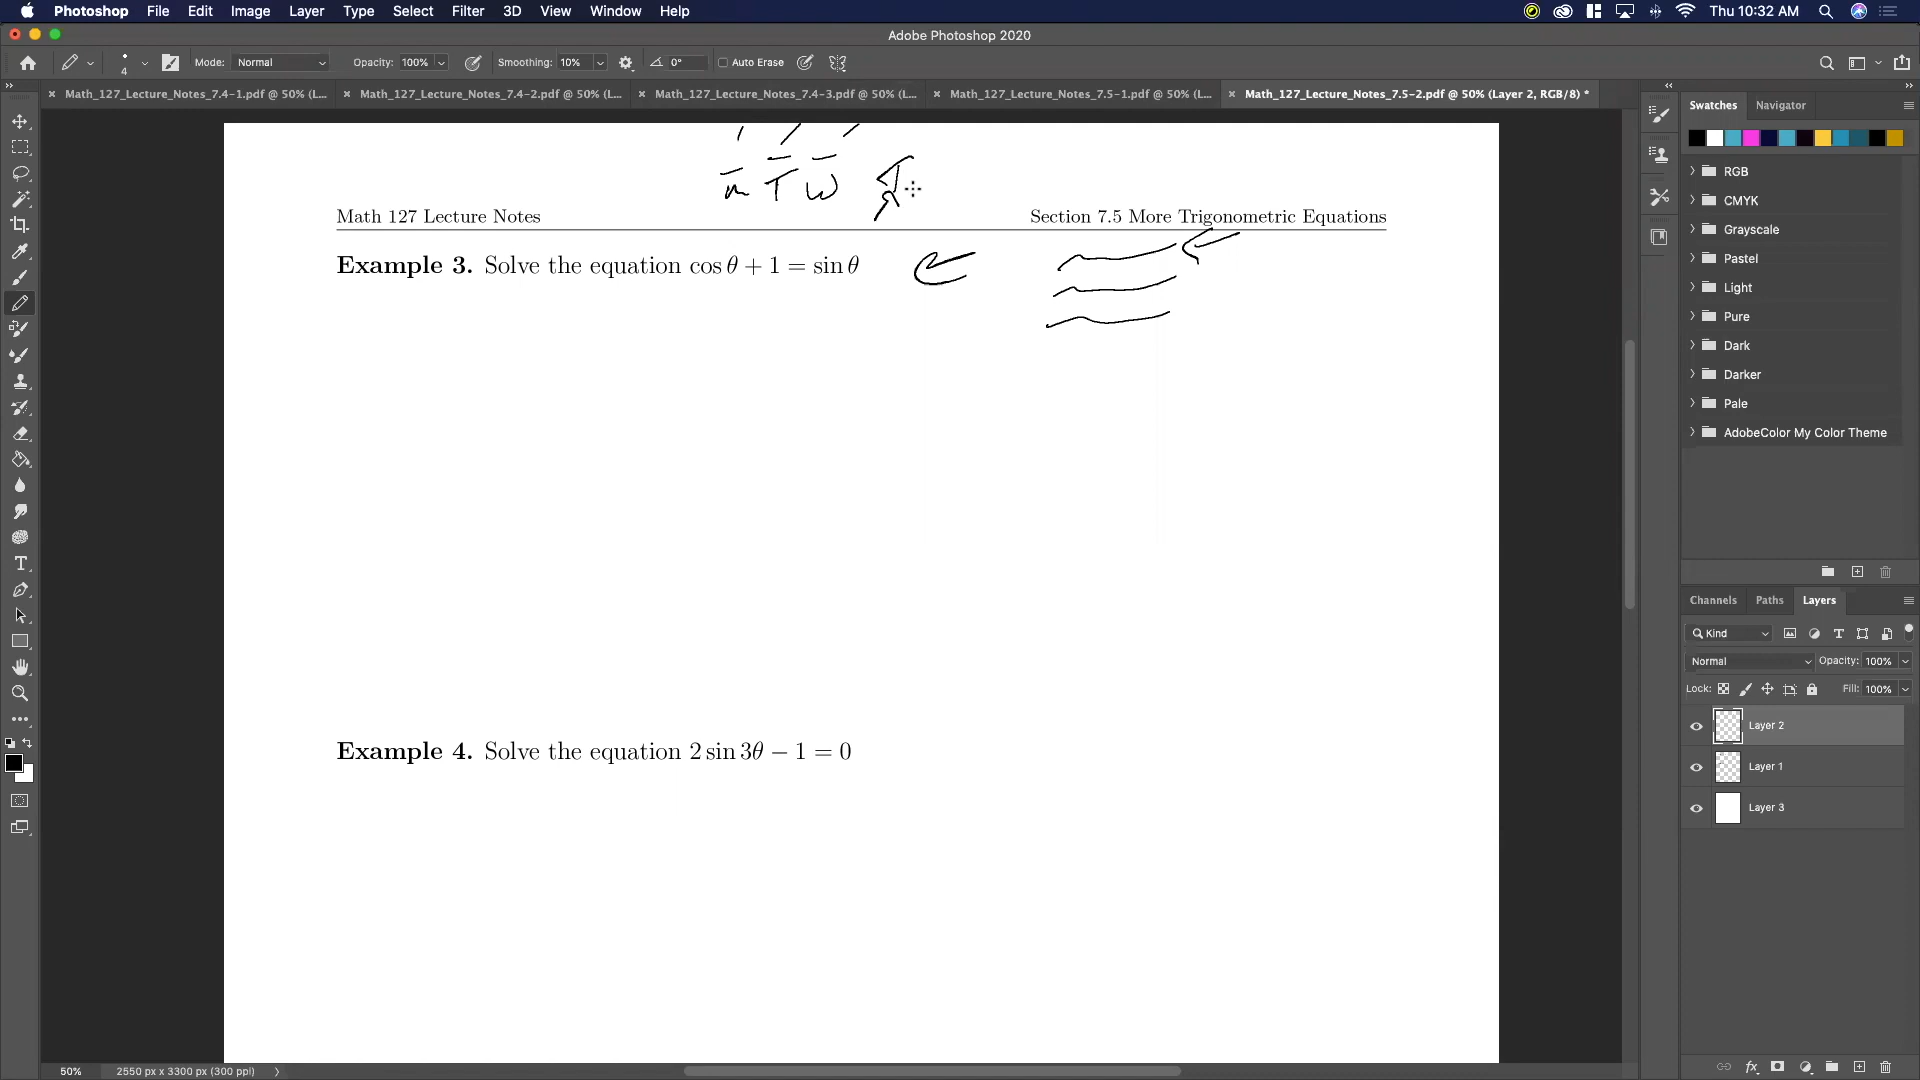 Photoshop File Edit Image Layer Type Select Filter 3D View Window Help Thu 10:32 AM
Adobe Photoshop 2020
4 Mode: Normal Opacity: 100% Smoothing: 10% 0° Auto Erase
Math_127_Lecture_Notes_7.4-1.pdf @ 50% (L... Math_127_Lecture_Notes_7.4-2.pdf @ 50% (L... Math_127_Lecture_Notes_7.4-3.pdf @ 50% (L... Math_127_Lecture_Notes_7.5-1.pdf @ 50% (L... Math_127_Lecture_Notes_7.5-2.pdf @ 50% (Layer 2, RGB/8) *
m T W
Math 127 Lecture Notes Section 7.5 More Trigonometric Equations
Example 3. Solve the equation cos θ + 1 = sin θ
Example 4. Solve the equation 2 sin 3θ − 1 = 0
Swatches Navigator
RGB
CMYK
Grayscale
Pastel
Light
Pure
Dark
Darker
Pale
AdobeColor My Color Theme
Channels Paths Layers
Kind
Normal Opacity: 100%
Lock: Fill: 100%
Layer 2
Layer 1
Layer 3
fx
50% 2550 px x 3300 px (300 ppi)